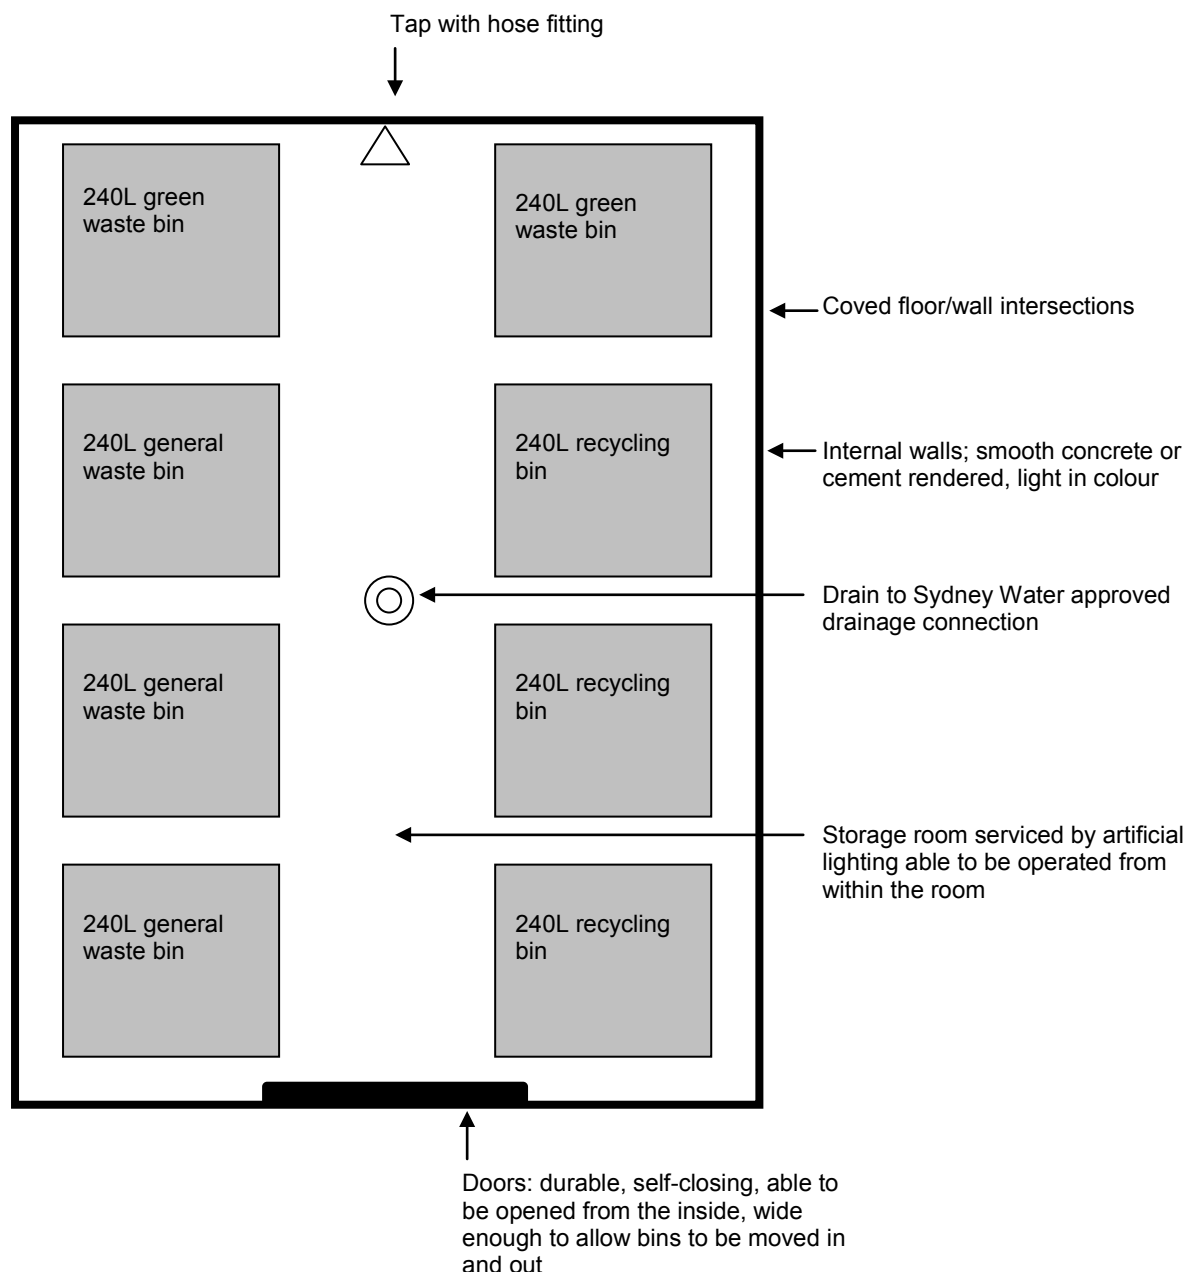 Tap with hose fitting
240L green
waste bin
240L green
waste bin
Coved floor/wall intersections
240L general
waste bin
240L recycling
bin
Internal walls; smooth concrete or
cement rendered, light in colour
Drain to Sydney Water approved
drainage connection
240L general
waste bin
240L recycling
bin
Storage room serviced by artificial
lighting able to be operated from
within the room
240L general
waste bin
240L recycling
bin
Doors: durable, self-closing, able to
be opened from the inside, wide
enough to allow bins to be moved in
and out